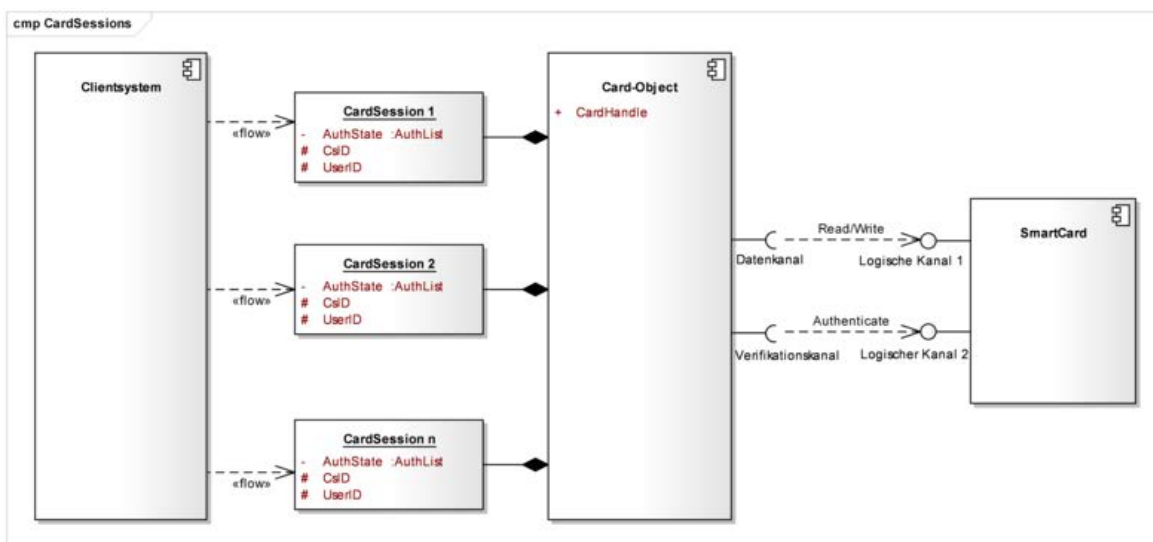 cmp CardSessions
Clientsystem
«flow»
CardSession 1
- AuthState :AuthList
# CsID
# UserID
«flow»
CardSession 2
- AuthState :AuthList
# CsID
# UserID
«flow»
CardSession n
- AuthState :AuthList
# CsID
# UserID
Card-Object
+ CardHandle
Read/Write
Datenkanal
Logische Kanal 1
Authenticate
Verifikationskanal
Logischer Kanal 2
SmartCard